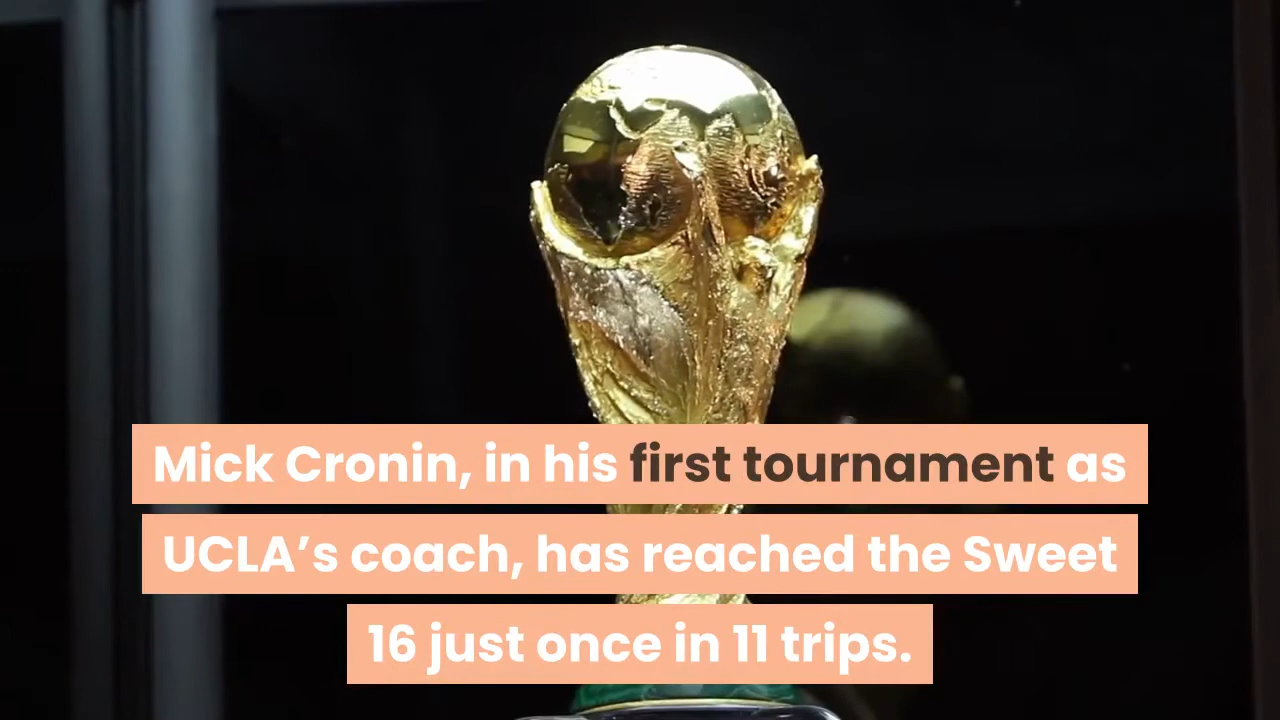 Mick Cronin, in his first tournament as
UCLA’s coach, has reached the Sweet
16 just once in 11 trips.